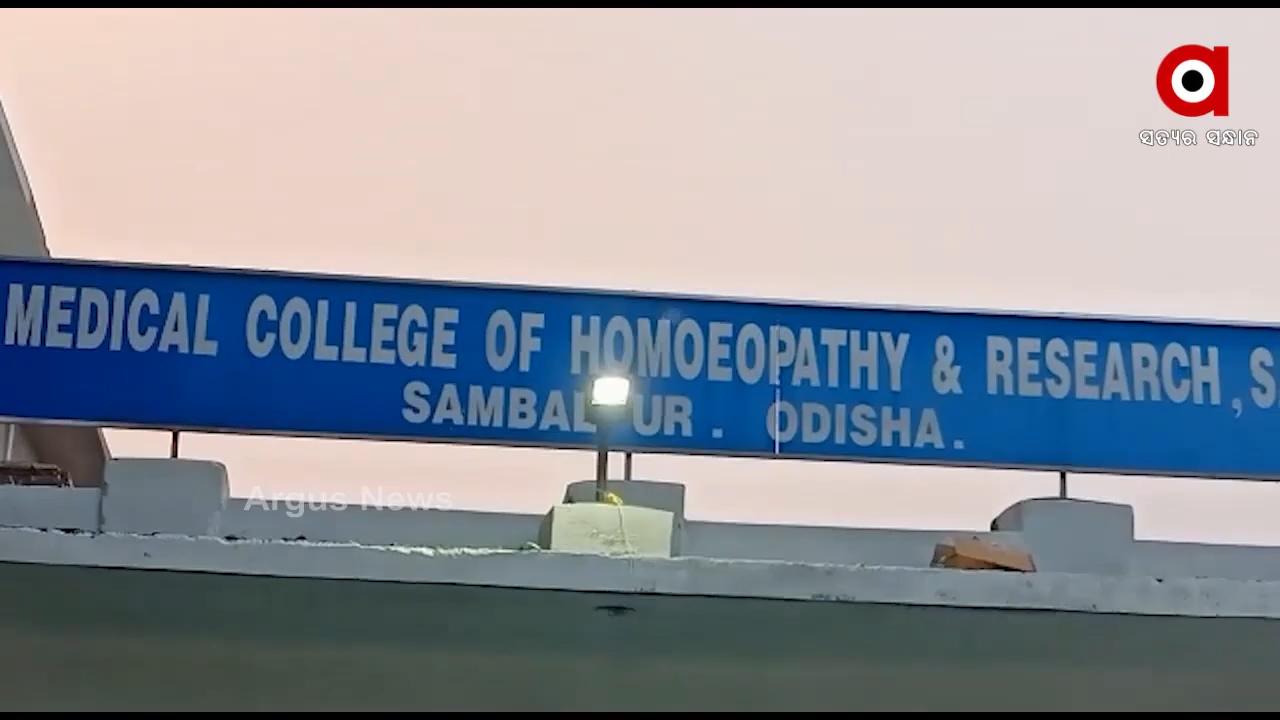 ସତ୍ୟର ସନ୍ଧାନ
MEDICAL COLLEGE OF HOMOEOPATHY & RESEARCH, S
SAMBALPUR. ODISHA.
Argus News